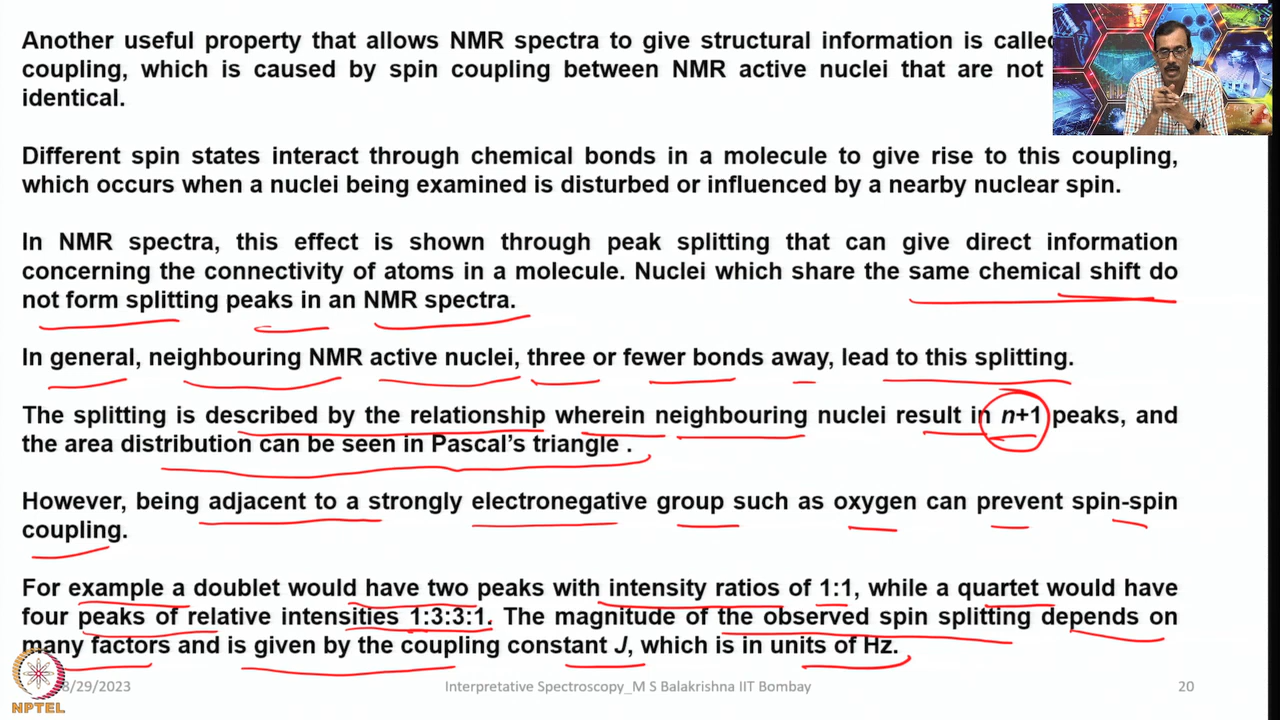 Another useful property that allows NMR spectra to give structural information is called
coupling, which is caused by spin coupling between NMR active nuclei that are not
identical.
Different spin states interact through chemical bonds in a molecule to give rise to this coupling,
which occurs when a nuclei being examined is disturbed or influenced by a nearby nuclear spin.
In NMR spectra, this effect is shown through peak splitting that can give direct information
concerning the connectivity of atoms in a molecule. Nuclei which share the same chemical shift do
not form splitting peaks in an NMR spectra.
In general, neighbouring NMR active nuclei, three or fewer bonds away, lead to this splitting.
The splitting is described by the relationship wherein neighbouring nuclei result in n+1 peaks, and
the area distribution can be seen in Pascal's triangle .
However, being adjacent to a strongly electronegative group such as oxygen can prevent spin-spin
coupling.
For example a doublet would have two peaks with intensity ratios of 1:1, while a quartet would have
four peaks of relative intensities 1:3:3:1. The magnitude of the observed spin splitting depends on
many factors and is given by the coupling constant J, which is in units of Hz.
8/29/2023 Interpretative Spectroscopy_M S Balakrishna IIT Bombay 20
NPTEL